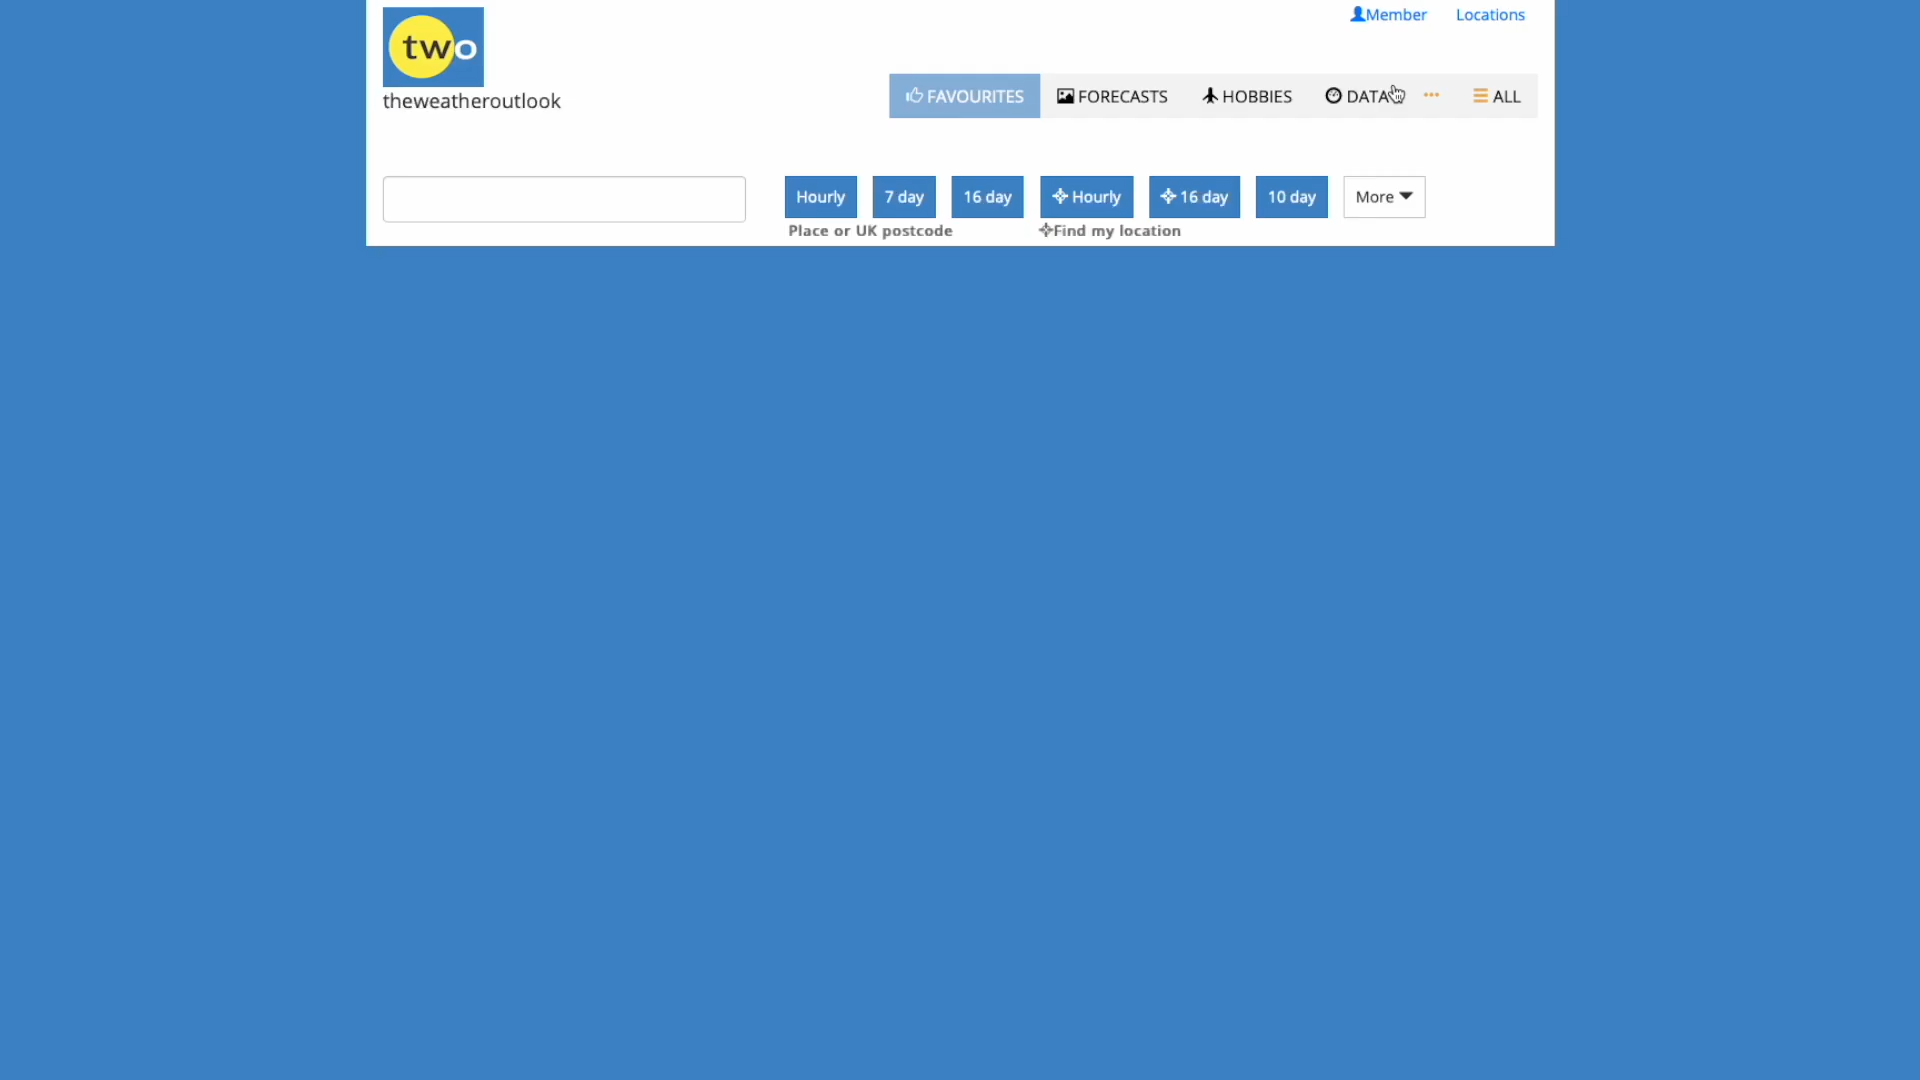 Member Locations
two
theweatheroutlook
FAVOURITES FORECASTS HOBBIES DATA ... ALL
Hourly 7 day 16 day Hourly 16 day 10 day More
Place or UK postcode Find my location